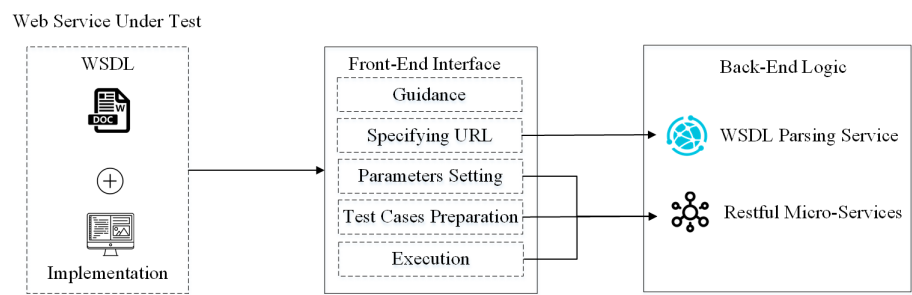 Web Service Under Test
WSDL
W
DOC
Implementation
Front-End Interface
Guidance
Specifying URL
Parameters Setting
Test Cases Preparation
Execution
Back-End Logic
WSDL Parsing Service
Restful Micro-Services